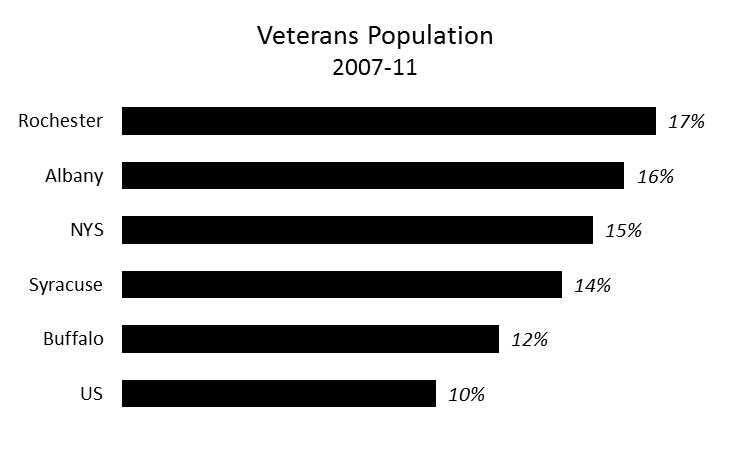 Veterans Population
2007-11
Rochester 17%
Albany 16%
NYS 15%
Syracuse 14%
Buffalo 12%
US 10%